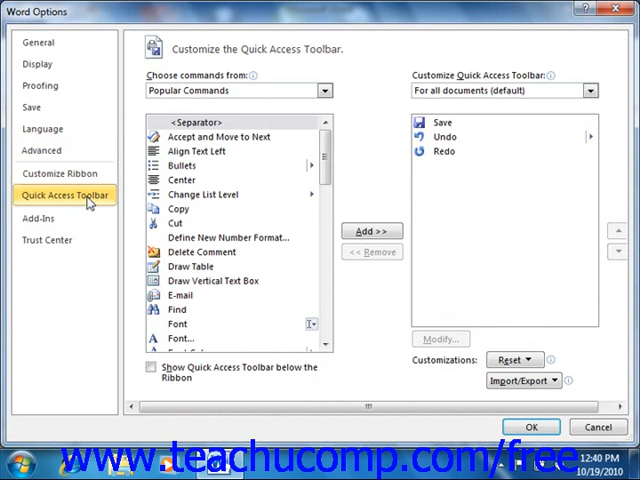 Word Options
General
Display
Proofing
Save
Language
Advanced
Customize Ribbon
Quick Access Toolbar
Add-Ins
Trust Center
Customize the Quick Access Toolbar.
Choose commands from:
Popular Commands
<Separator>
Accept and Move to Next
Align Text Left
Bullets
Center
Change List Level
Copy
Cut
Define New Number Format...
Delete Comment
Draw Table
Draw Vertical Text Box
E-mail
Find
Font
Font...
Show Quick Access Toolbar below the
Ribbon
Add >>
<< Remove
Customize Quick Access Toolbar:
For all documents (default)
Save
Undo
Redo
Modify...
Customizations:
Reset
Import/Export
OK
Cancel
www.teachucomp.com/free
12:40 PM
10/19/2010